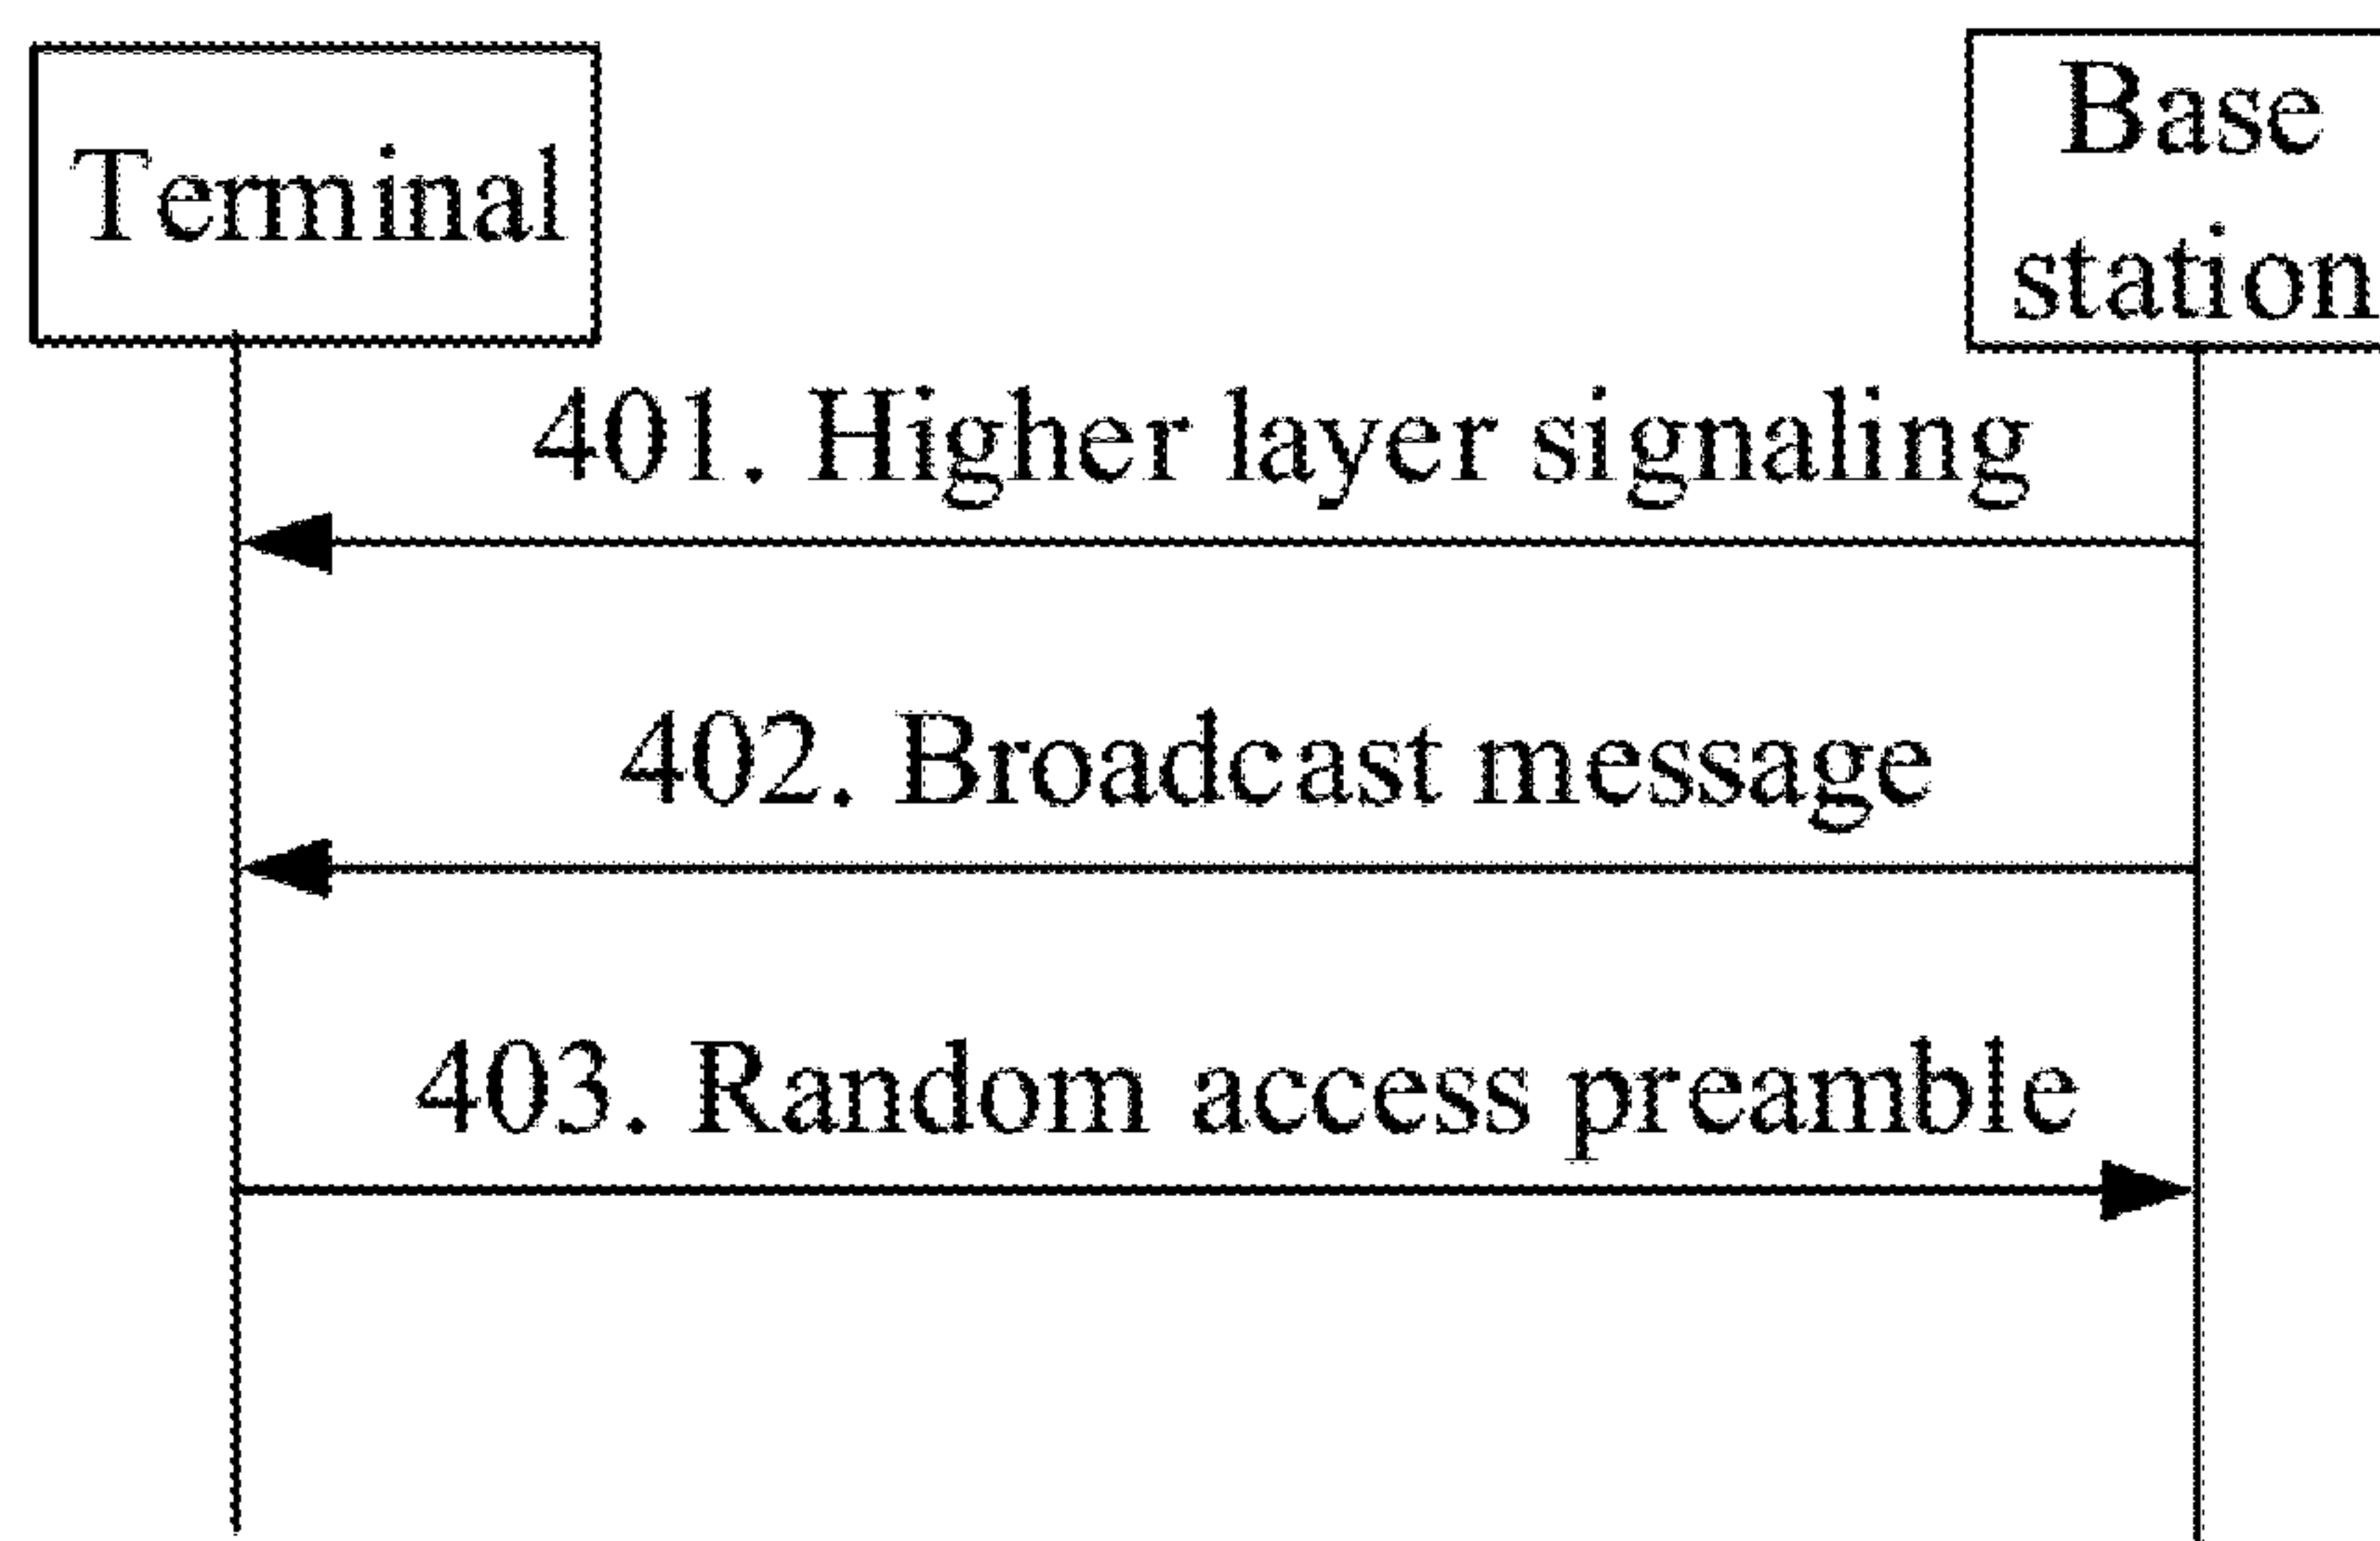 Terminal
Base
station
401. Higher layer signaling
402. Broadcast message
403. Random access preamble